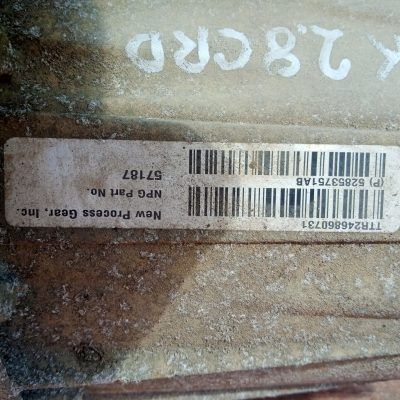 2.8CRD
New Process Gear, Inc.
NPG Part No.
57187
TTR246860731
(P) 52853751AB